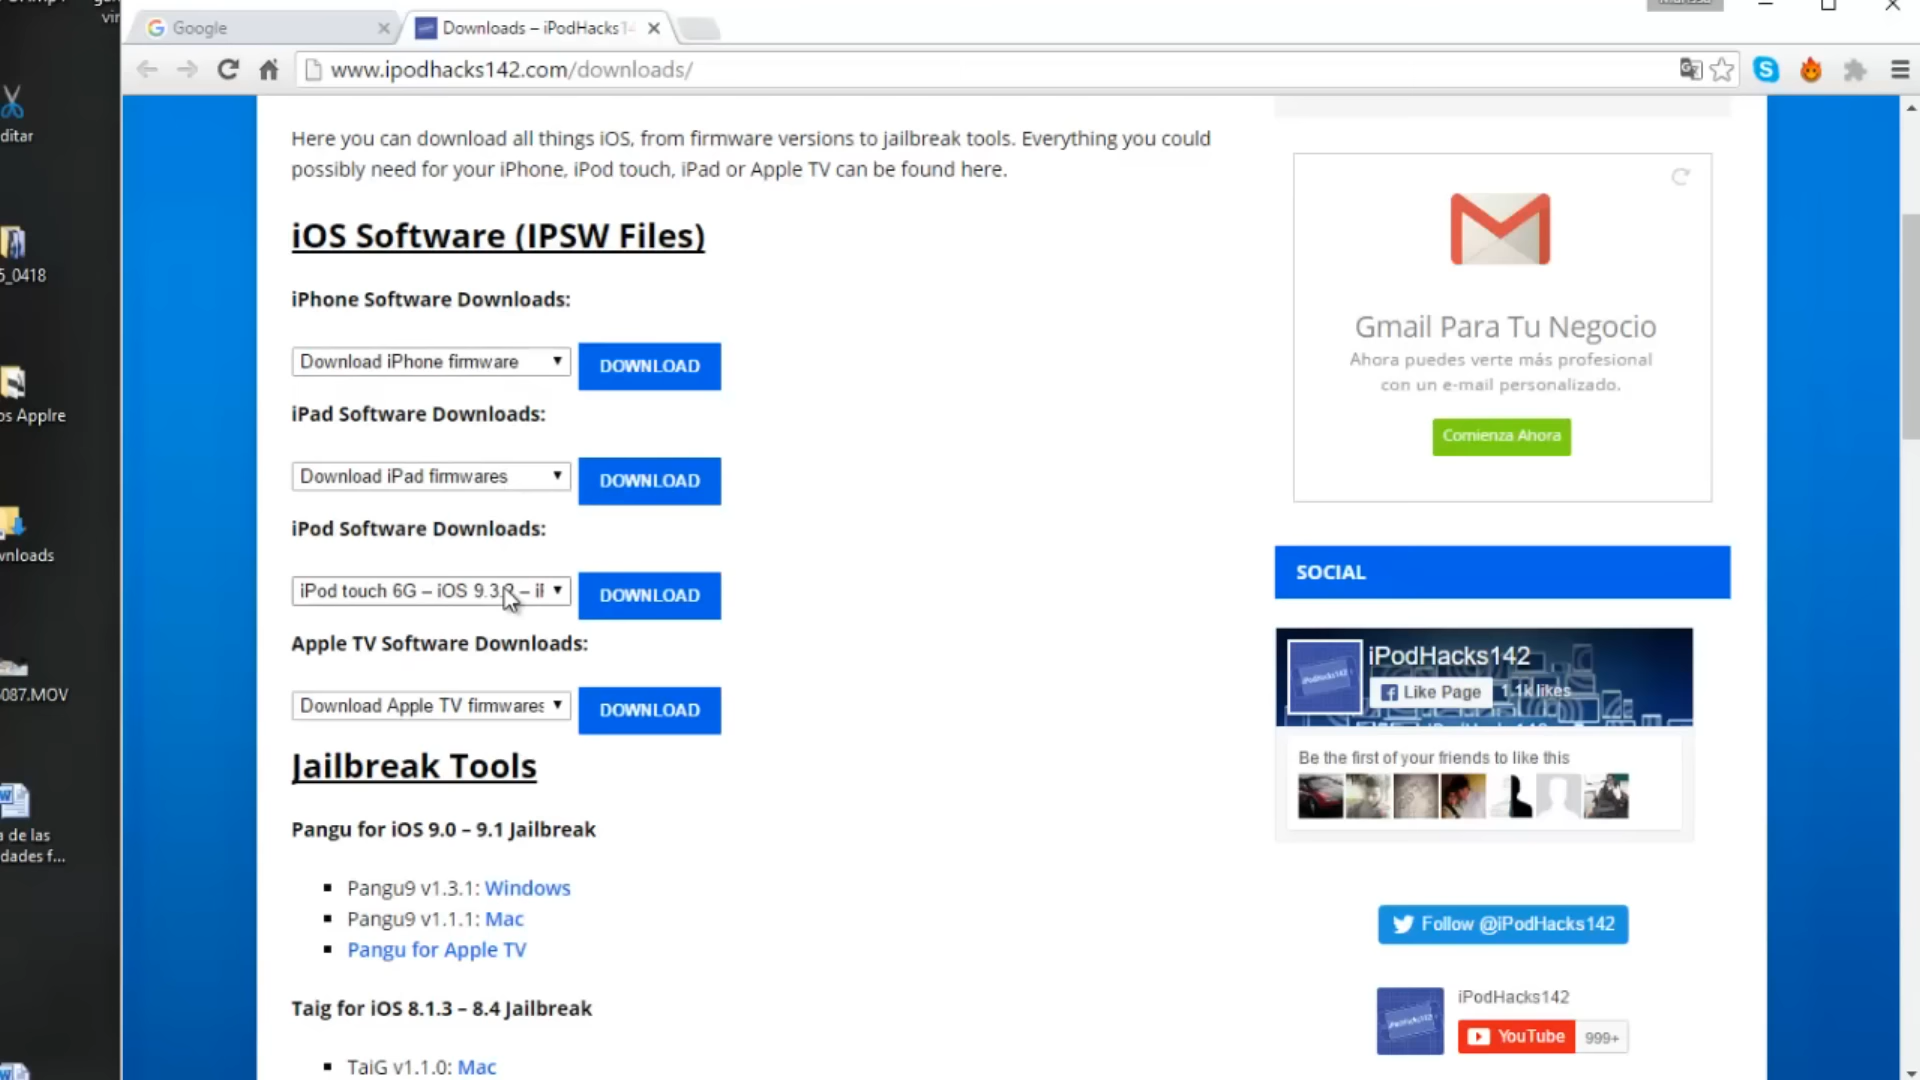 Google
Downloads – iPodHacks14
www.ipodhacks142.com/downloads/
ditar
5_0418
os AppIre
wnloads
087.MOV
a de las
dades f...
Here you can download all things iOS, from firmware versions to jailbreak tools. Everything you could
possibly need for your iPhone, iPod touch, iPad or Apple TV can be found here.
iOS Software (IPSW Files)
iPhone Software Downloads:
Download iPhone firmware
DOWNLOAD
iPad Software Downloads:
Download iPad firmwares
DOWNLOAD
iPod Software Downloads:
iPod touch 6G – iOS 9.3.2 – iP
DOWNLOAD
Apple TV Software Downloads:
Download Apple TV firmwares
DOWNLOAD
Jailbreak Tools
Pangu for iOS 9.0 – 9.1 Jailbreak
Pangu9 v1.3.1: Windows
Pangu9 v1.1.1: Mac
Pangu for Apple TV
Taig for iOS 8.1.3 – 8.4 Jailbreak
TaiG v1.1.0: Mac
Gmail Para Tu Negocio
Ahora puedes verte más profesional
con un e-mail personalizado.
Comienza Ahora
SOCIAL
iPodHacks142
Like Page
1.1k likes
Be the first of your friends to like this
Follow @iPodHacks142
iPodHacks142
YouTube
999+